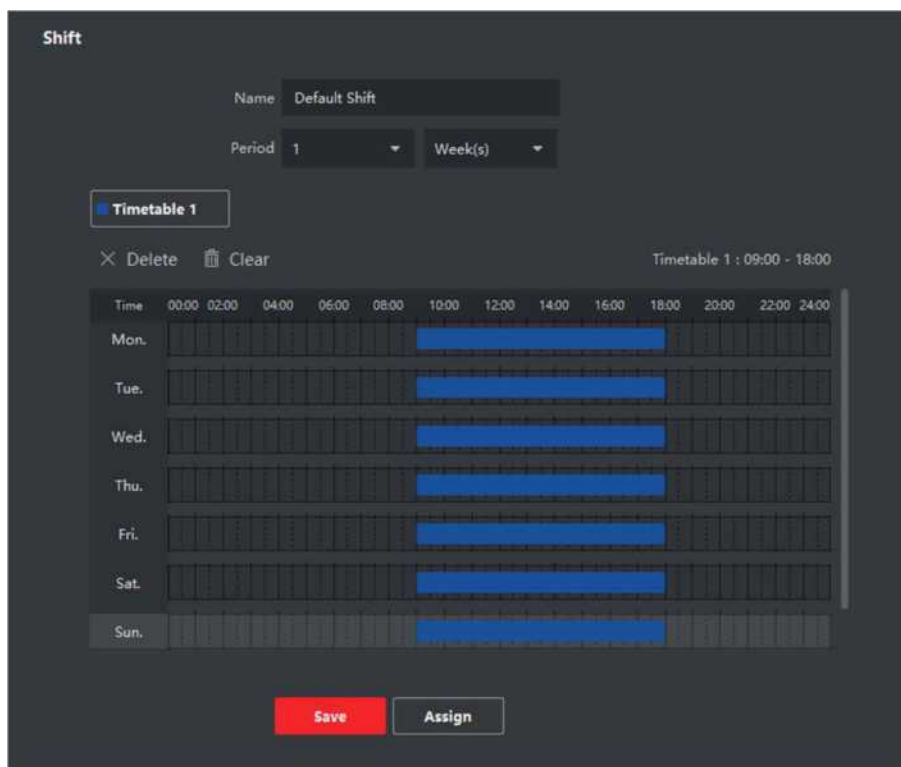 Shift
Name Default Shift
Period 1 Week(s)
Timetable 1
Delete Clear Timetable 1 : 09:00 - 18:00
Time 00:00 02:00 04:00 06:00 08:00 10:00 12:00 14:00 16:00 18:00 20:00 22:00 24:00
Mon.
Tue.
Wed.
Thu.
Fri.
Sat.
Sun.
Save Assign